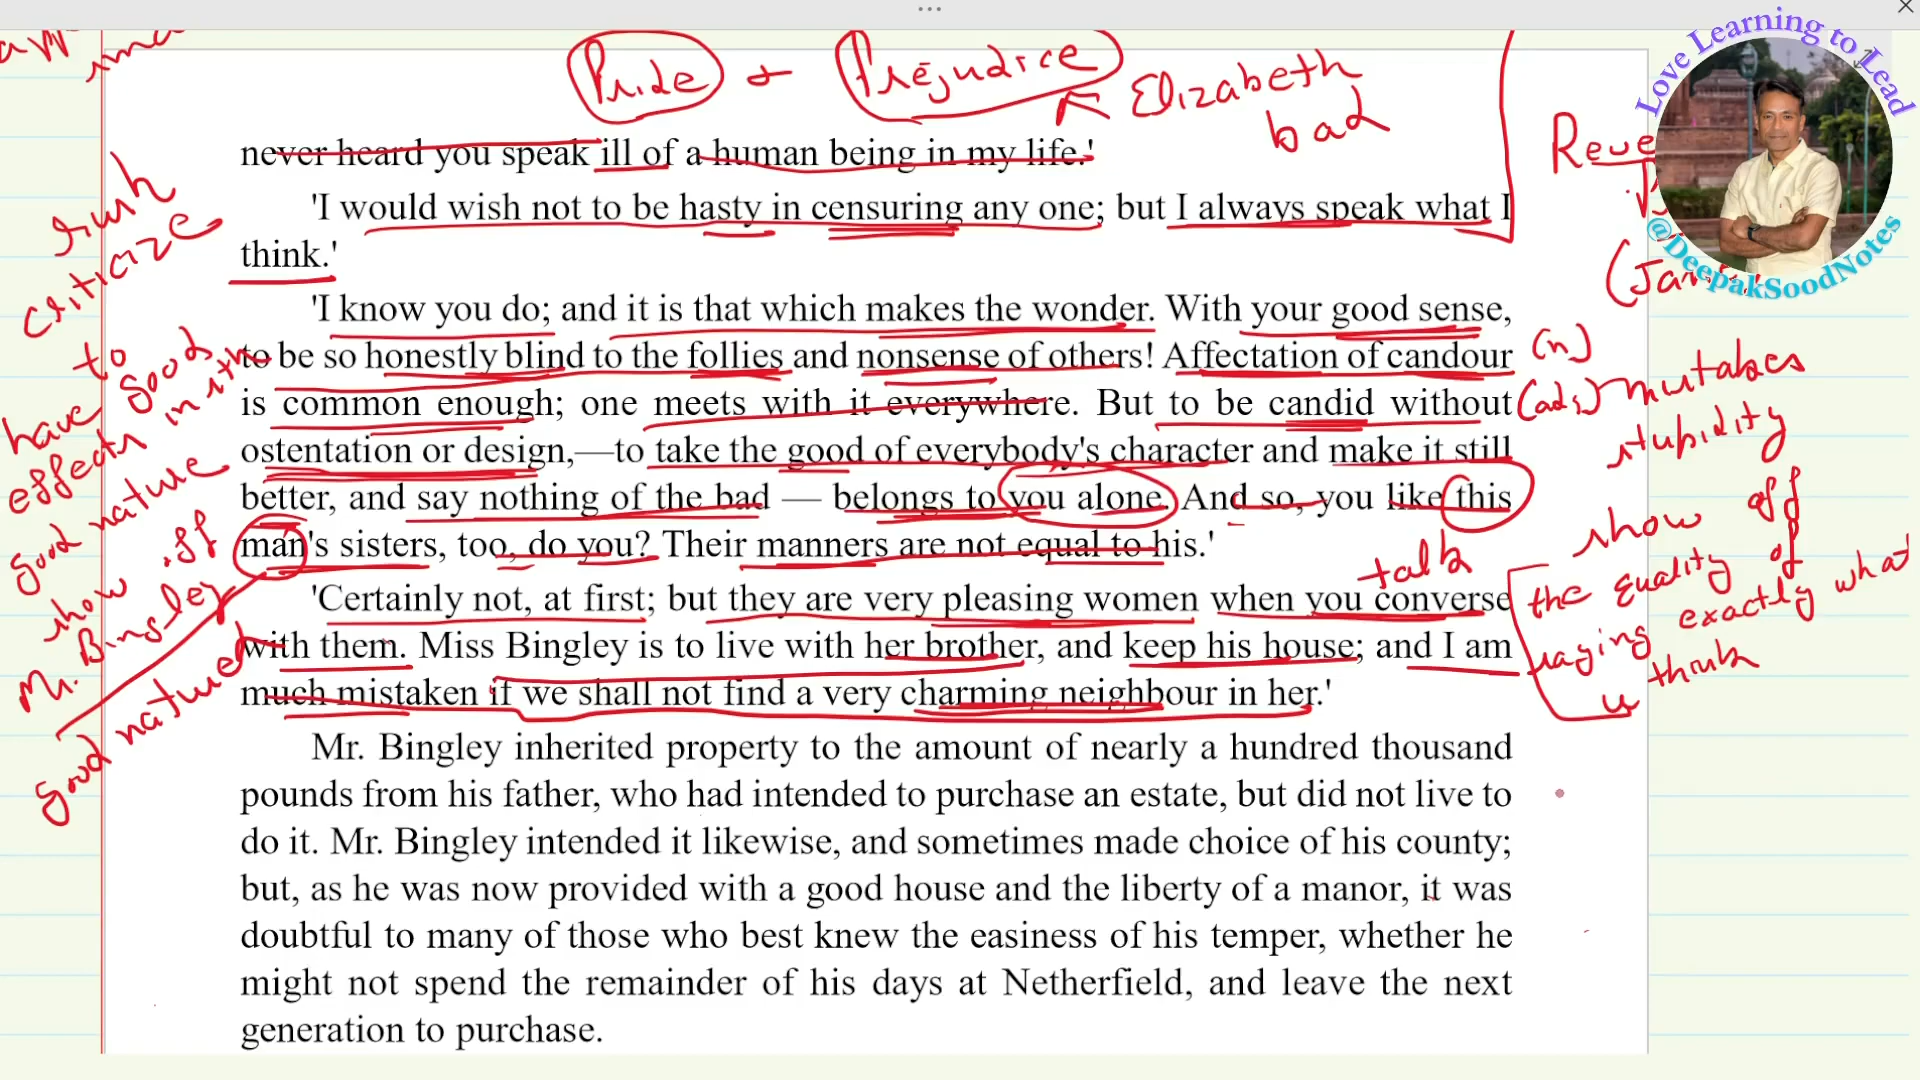 Love Learning to Lead
@DeepakSoodNotes
Pride & Prejudice
Elizabeth
bad
never heard you speak ill of a human being in my life.'
'I would wish not to be hasty in censuring any one; but I always speak what I
think.'
'I know you do; and it is that which makes the wonder. With your good sense,
to be so honestly blind to the follies and nonsense of others! Affectation of candour
is common enough; one meets with it everywhere. But to be candid without
ostentation or design,—to take the good of everybody's character and make it still
better, and say nothing of the bad — belongs to you alone. And so, you like this
man's sisters, too, do you? Their manners are not equal to his.'
'Certainly not, at first; but they are very pleasing women when you converse
with them. Miss Bingley is to live with her brother, and keep his house; and I am
much mistaken if we shall not find a very charming neighbour in her.'
Mr. Bingley inherited property to the amount of nearly a hundred thousand
pounds from his father, who had intended to purchase an estate, but did not live to
do it. Mr. Bingley intended it likewise, and sometimes made choice of his county;
but, as he was now provided with a good house and the liberty of a manor, it was
doubtful to many of those who best knew the easiness of his temper, whether he
might not spend the remainder of his days at Netherfield, and leave the next
generation to purchase.
rush
criticize
to
have good
effects in
good nature
show off
Mr. Bingley
good natured
talk
(n)
(adj) mistakes
stupidity
show off
the quality of
saying exactly what
u think